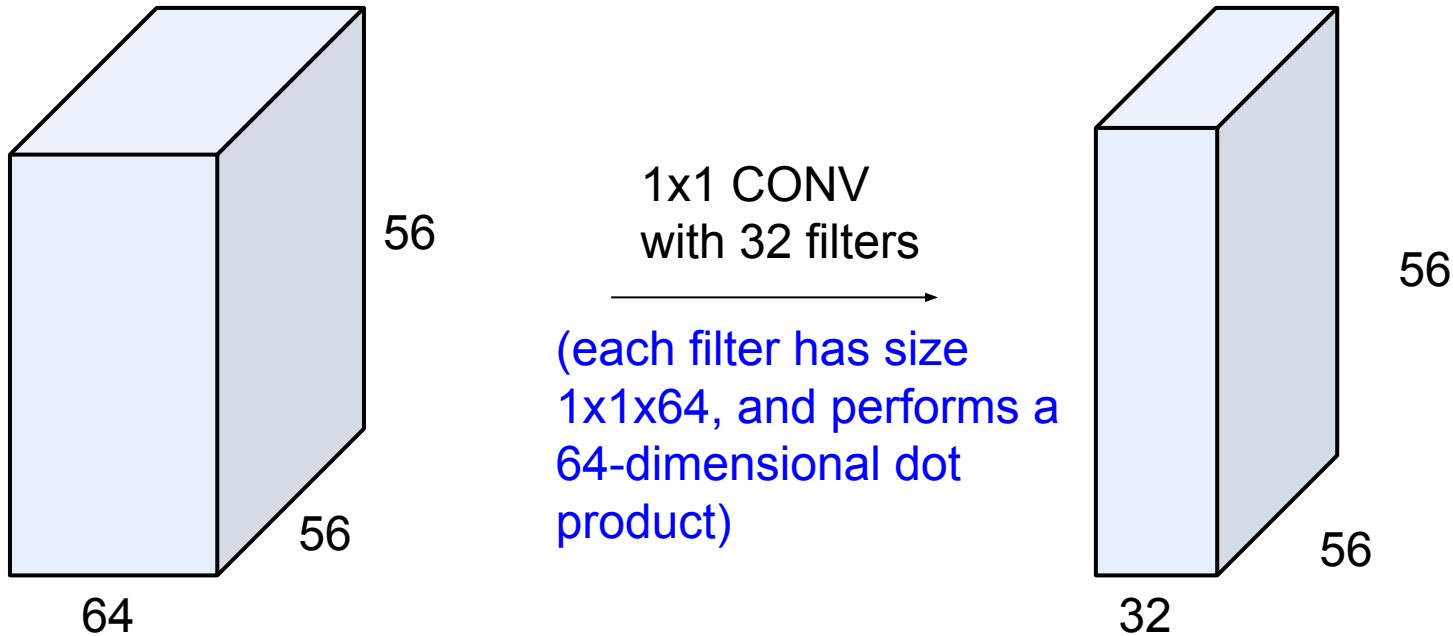 56
56
64
1x1 CONV
with 32 filters
(each filter has size
1x1x64, and performs a
64-dimensional dot
product)
56
56
32